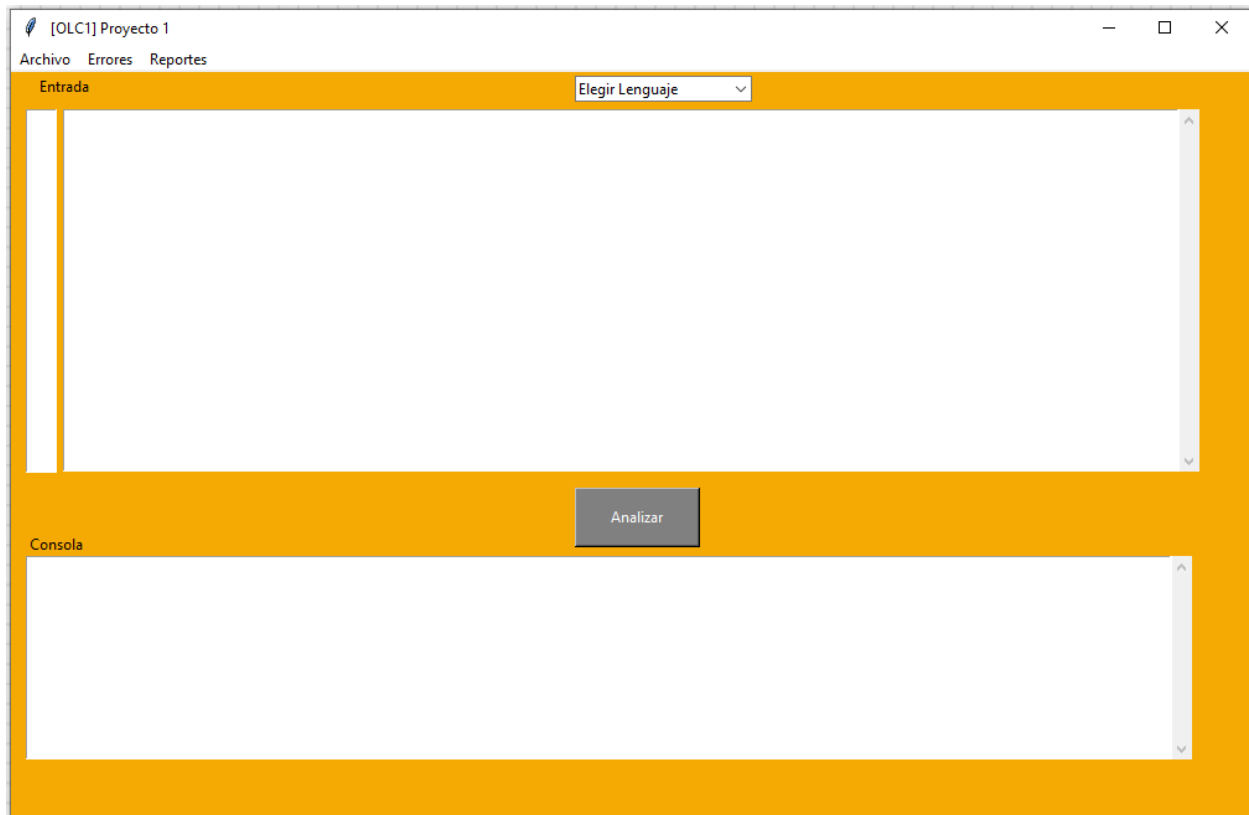 [OLC1] Proyecto 1
Archivo Errores Reportes
Entrada
Elegir Lenguaje
Analizar
Consola